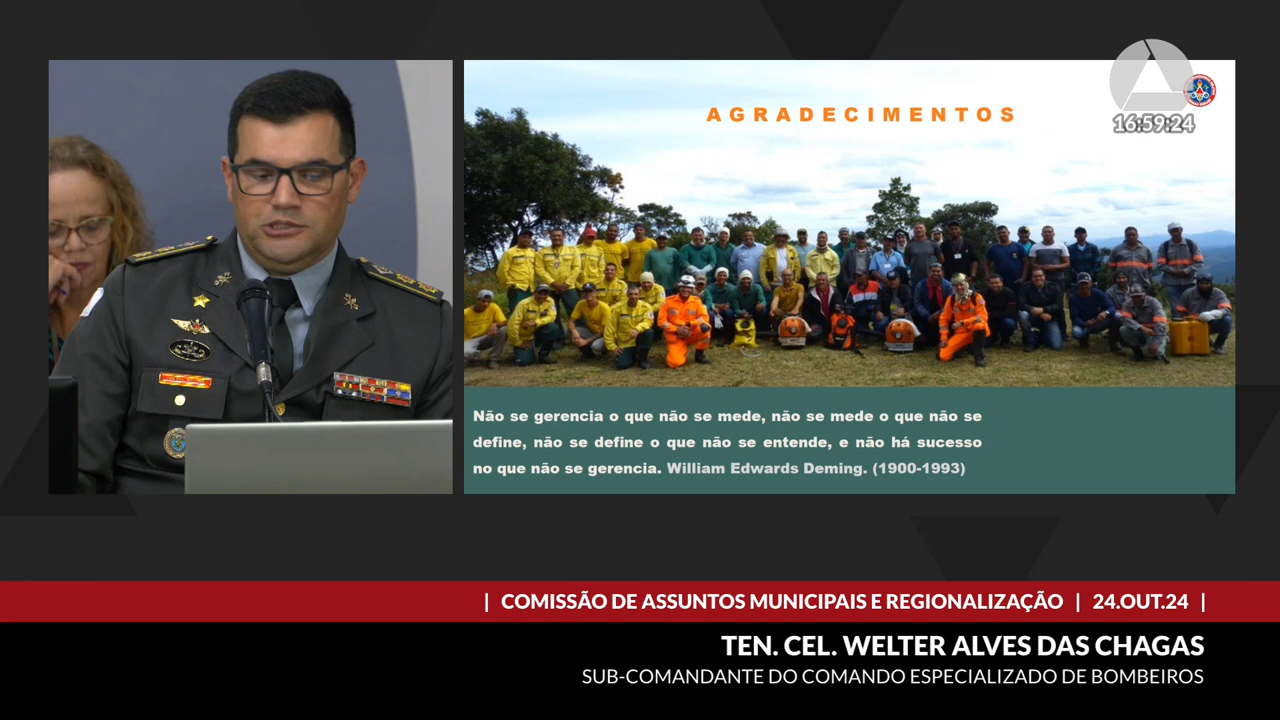 AGRADECIMENTOS
16:59:24
Não se gerencia o que não se mede, não se mede o que não se
define, não se define o que não se entende, e não há sucesso
no que não se gerencia. William Edwards Deming. (1900-1993)
| COMISSÃO DE ASSUNTOS MUNICIPAIS E REGIONALIZAÇÃO | 24.OUT.24 |
TEN. CEL. WELTER ALVES DAS CHAGAS
SUB-COMANDANTE DO COMANDO ESPECIALIZADO DE BOMBEIROS